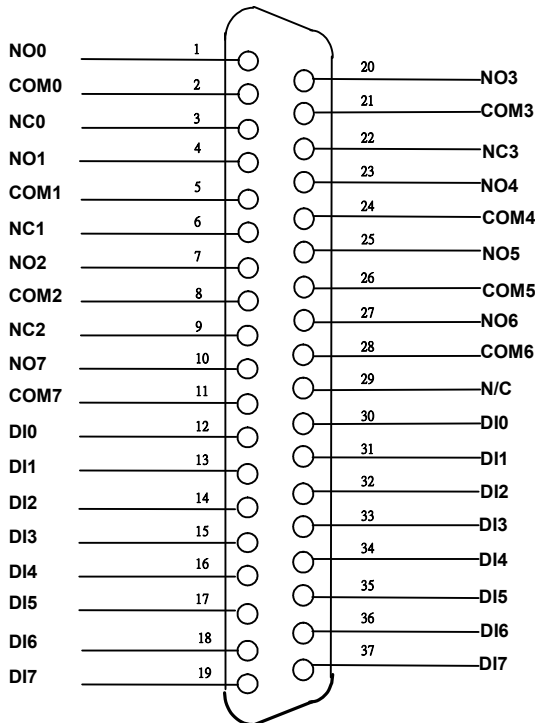 NO0 1
20 NO3
COM0 2
21 COM3
NC0 3
22 NC3
NO1 4
23 NO4
COM1 5
24 COM4
NC1 6
25 NO5
NO2 7
26 COM5
COM2 8
27 NO6
NC2 9
28 COM6
NO7 10
29 N/C
COM7 11
30 DI0
DI0 12
31 DI1
DI1 13
32 DI2
DI2 14
33 DI3
DI3 15
34 DI4
DI4 16
35 DI5
DI5 17
36 DI6
DI6 18
37 DI7
DI7 19